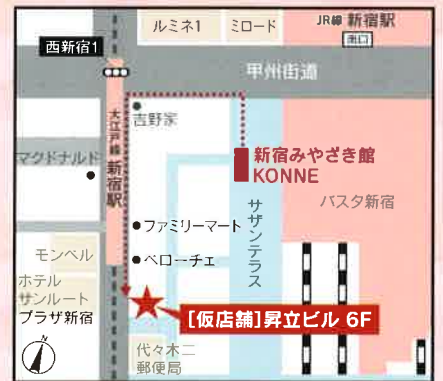 ルミネ1
ミロード
JR線 新宿駅
南口
西新宿1
甲州街道
吉野家
大江戸線 新宿駅
マクドナルド
新宿みやざき館
KONNE
サザンテラス
バスタ新宿
ファミリーマート
ベローチェ
モンベル
ホテル
サンルート
プラザ新宿
[仮店舗]昇立ビル 6F
代々木二
郵便局